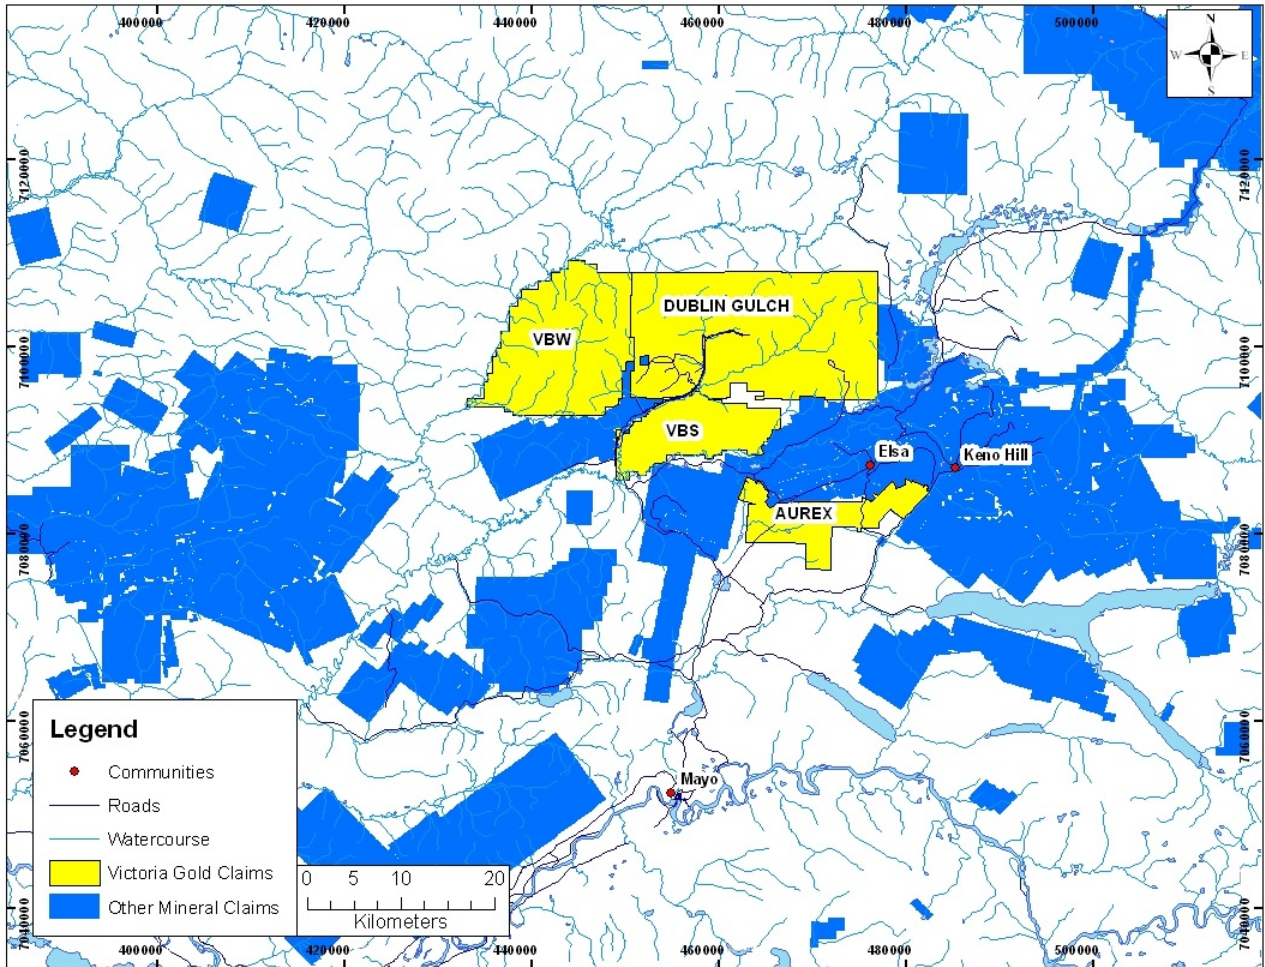 400000 420000 440000 460000 480000 500000
N
W E
S
7120000 7120000
DUBLIN GULCH
VBW
7100000 7100000
VBS
Elsa
Keno Hill
AUREX
7080000 7080000
Legend
Communities
Roads
Watercourse
Victoria Gold Claims
Other Mineral Claims
0 5 10 20
Kilometers
Mayo
7060000 7060000
7040000 7040000
400000 420000 440000 460000 480000 500000